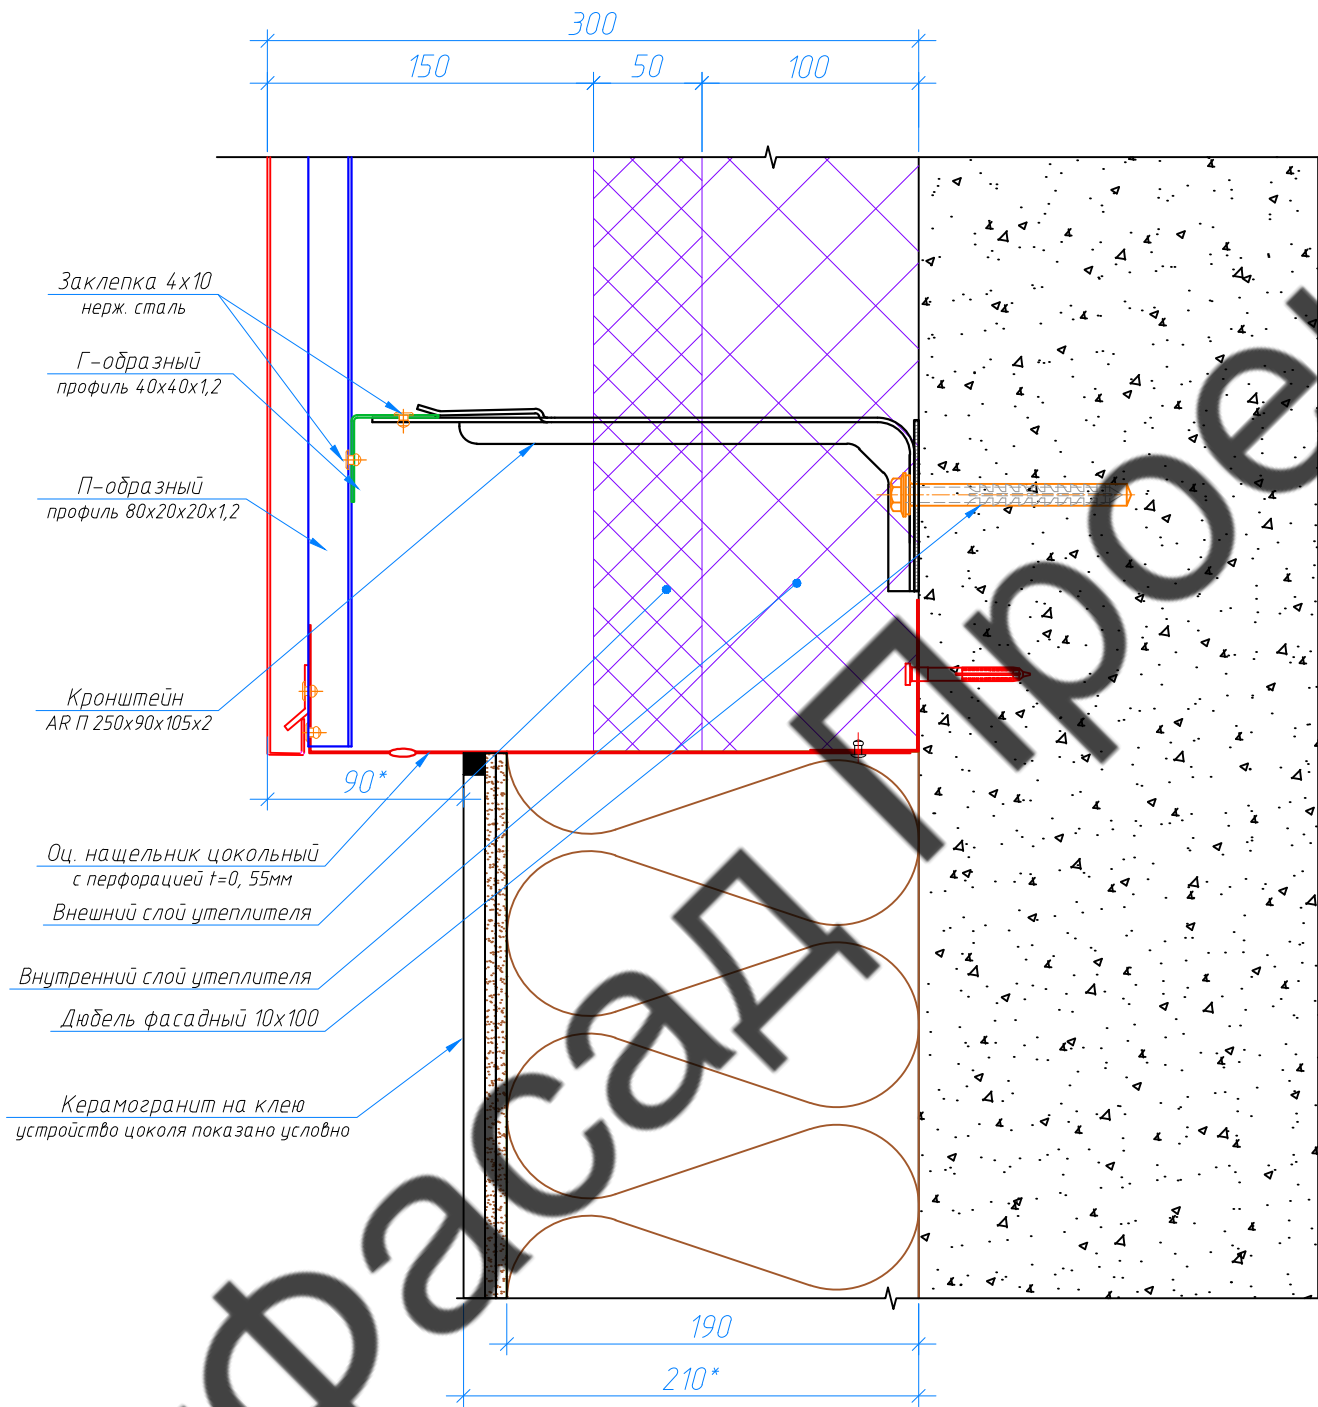 300
150
50
100
Заклепка 4х10
нерж. сталь
Г-образный
профиль 40х40х1,2
П-образный
профиль 80х20х20х1,2
Кронштейн
AR П 250х90х105х2
90*
Оц. нащельник цокольный
с перфорацией t=0, 55мм
Внешний слой утеплителя
Внутренний слой утеплителя
Дюбель фасадный 10х100
Керамогранит на клею
устройство цоколя показано условно
190
210*
Фасад Прое